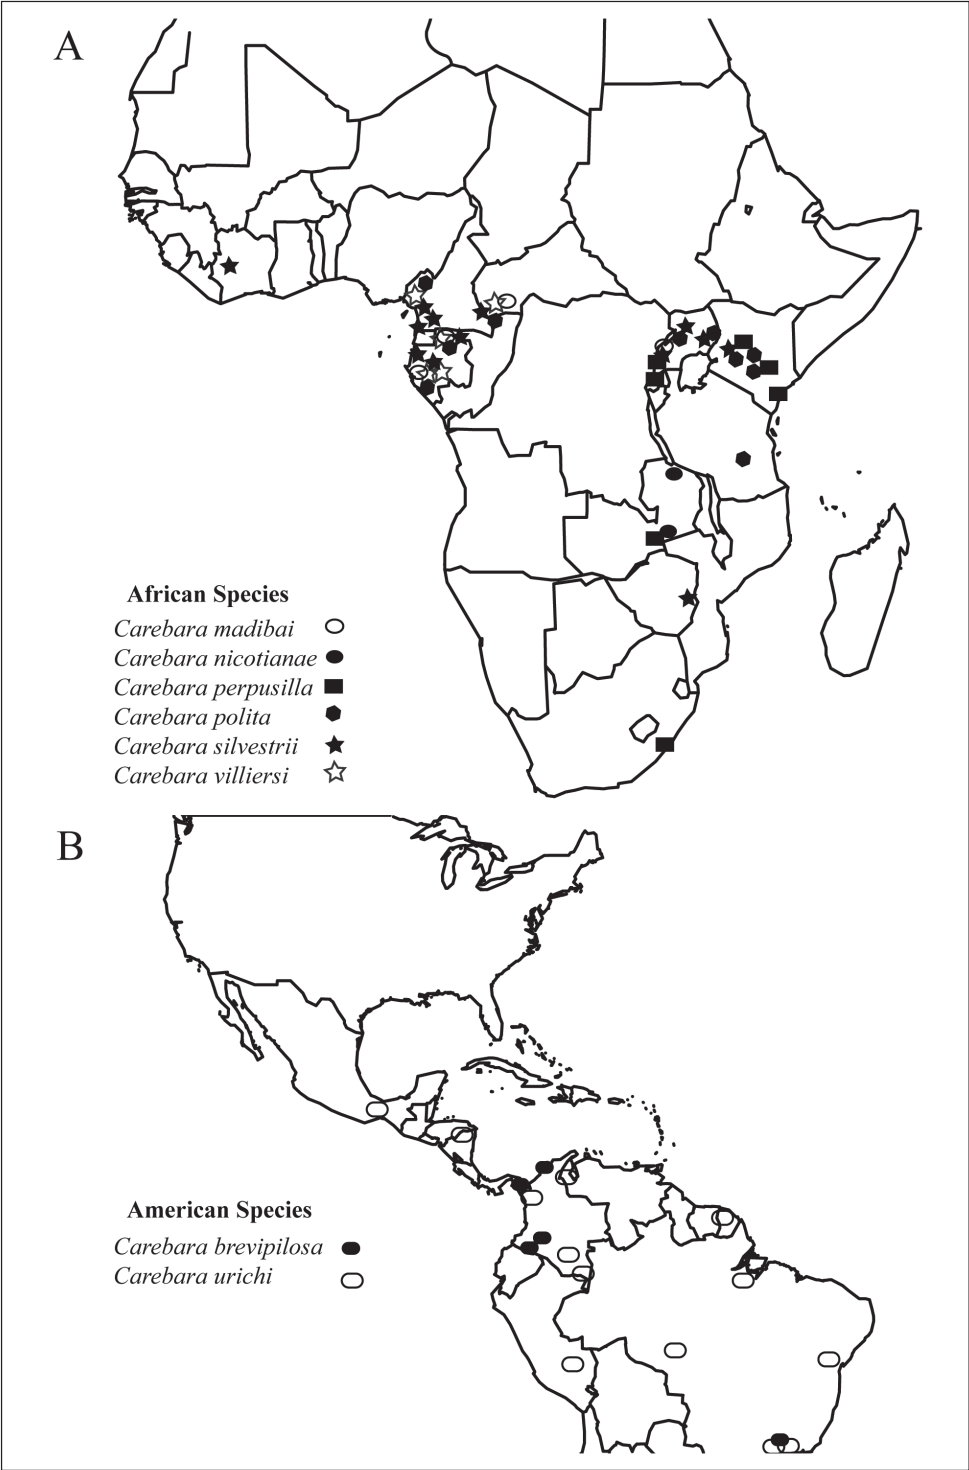 A
African Species
Carebara madibai
Carebara nicotianae
Carebara perpusilla
Carebara polita
Carebara silvestrii
Carebara villiersi
B
American Species
Carebara brevipilosa
Carebara urichi